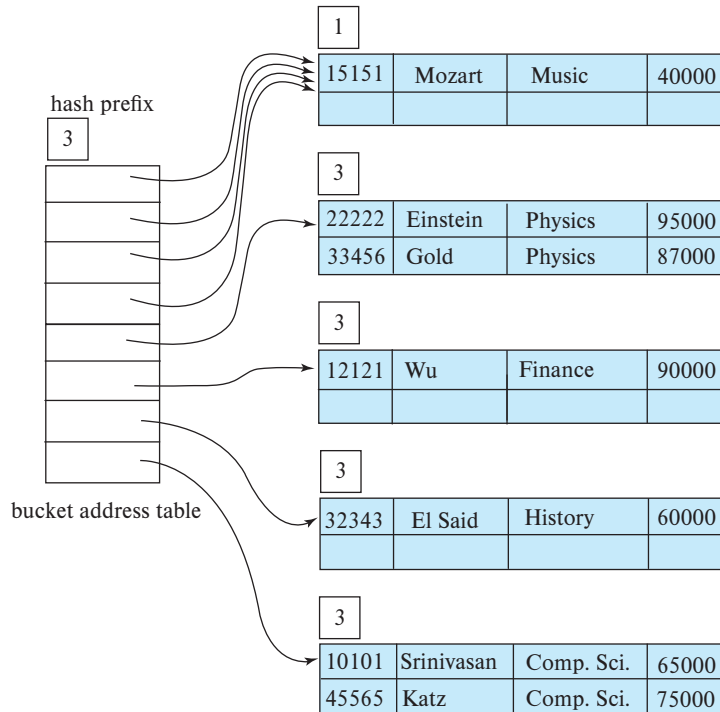 1
15151 Mozart Music 40000
hash prefix
3
3
22222 Einstein Physics 95000
33456 Gold Physics 87000
3
12121 Wu Finance 90000
3
bucket address table
32343 El Said History 60000
3
10101 Srinivasan Comp. Sci. 65000
45565 Katz Comp. Sci. 75000